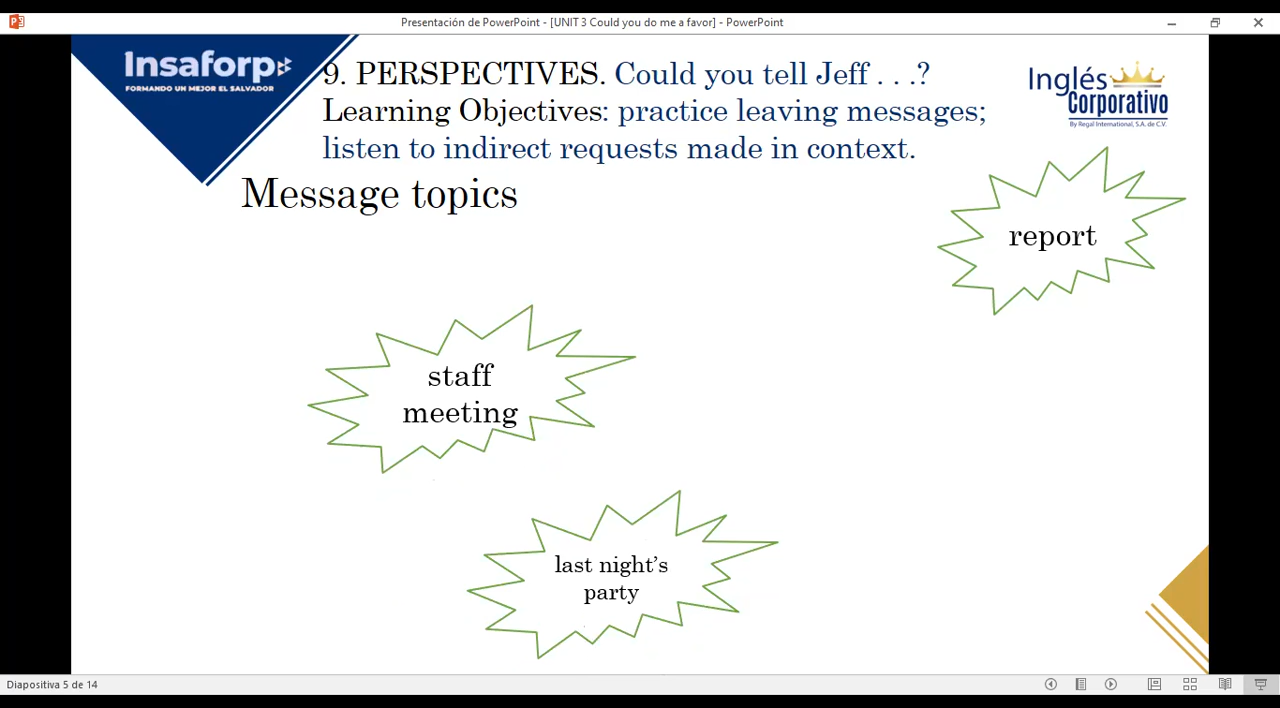 Presentación de PowerPoint - [UNIT 3 Could you do me a favor] - PowerPoint
Insaforp
FORMANDO UN MEJOR EL SALVADOR
9. PERSPECTIVES. Could you tell Jeff . . .?
Learning Objectives: practice leaving messages;
listen to indirect requests made in context.
Inglés
Corporativo
By Regal International, S.A. de C.V.
Message topics
report
staff
meeting
last night’s
party
Diapositiva 5 de 14